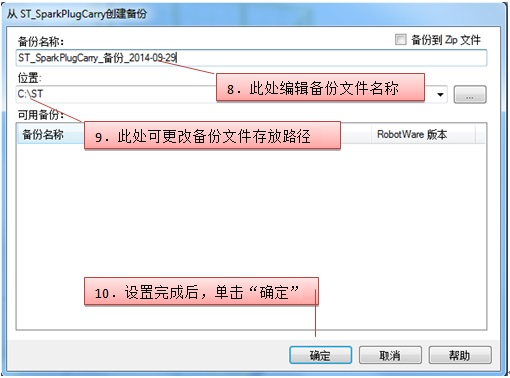 从 ST_SparkPlugCarry创建备份
备份名称: 备份到 Zip 文件
ST_SparkPlugCarry_备份_2014-09-29
8. 此处编辑备份文件名称
位置:
C:\ST ...
可用备份:
9. 此处可更改备份文件存放路径
备份名称 RobotWare 版本
10. 设置完成后，单击“确定”
确定 取消 帮助